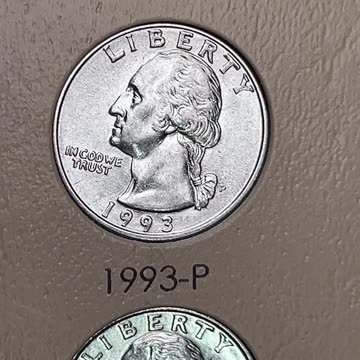 LIBERTY
IN GOD WE
TRUST
P
1993
1993-P
LIBERTY